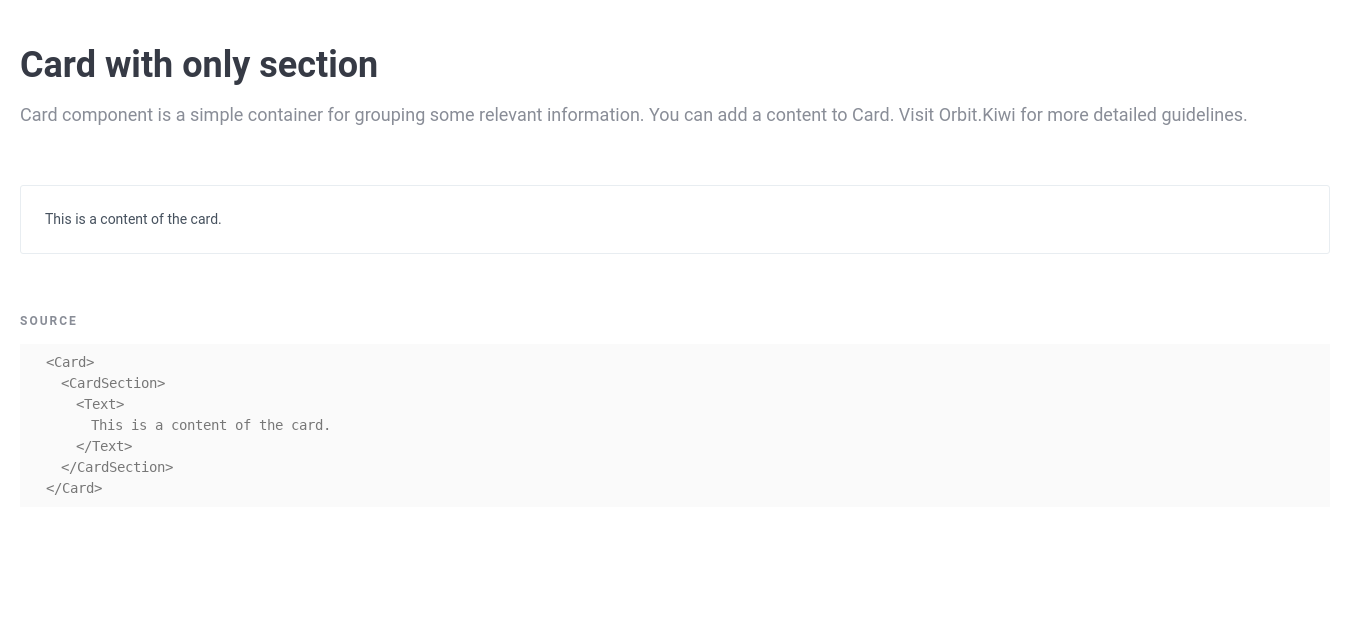 Card with only section
Card component is a simple container for grouping some relevant information. You can add a content to Card. Visit Orbit.Kiwi for more detailed guidelines.
This is a content of the card.
SOURCE
<Card>
  <CardSection>
    <Text>
      This is a content of the card.
    </Text>
  </CardSection>
</Card>